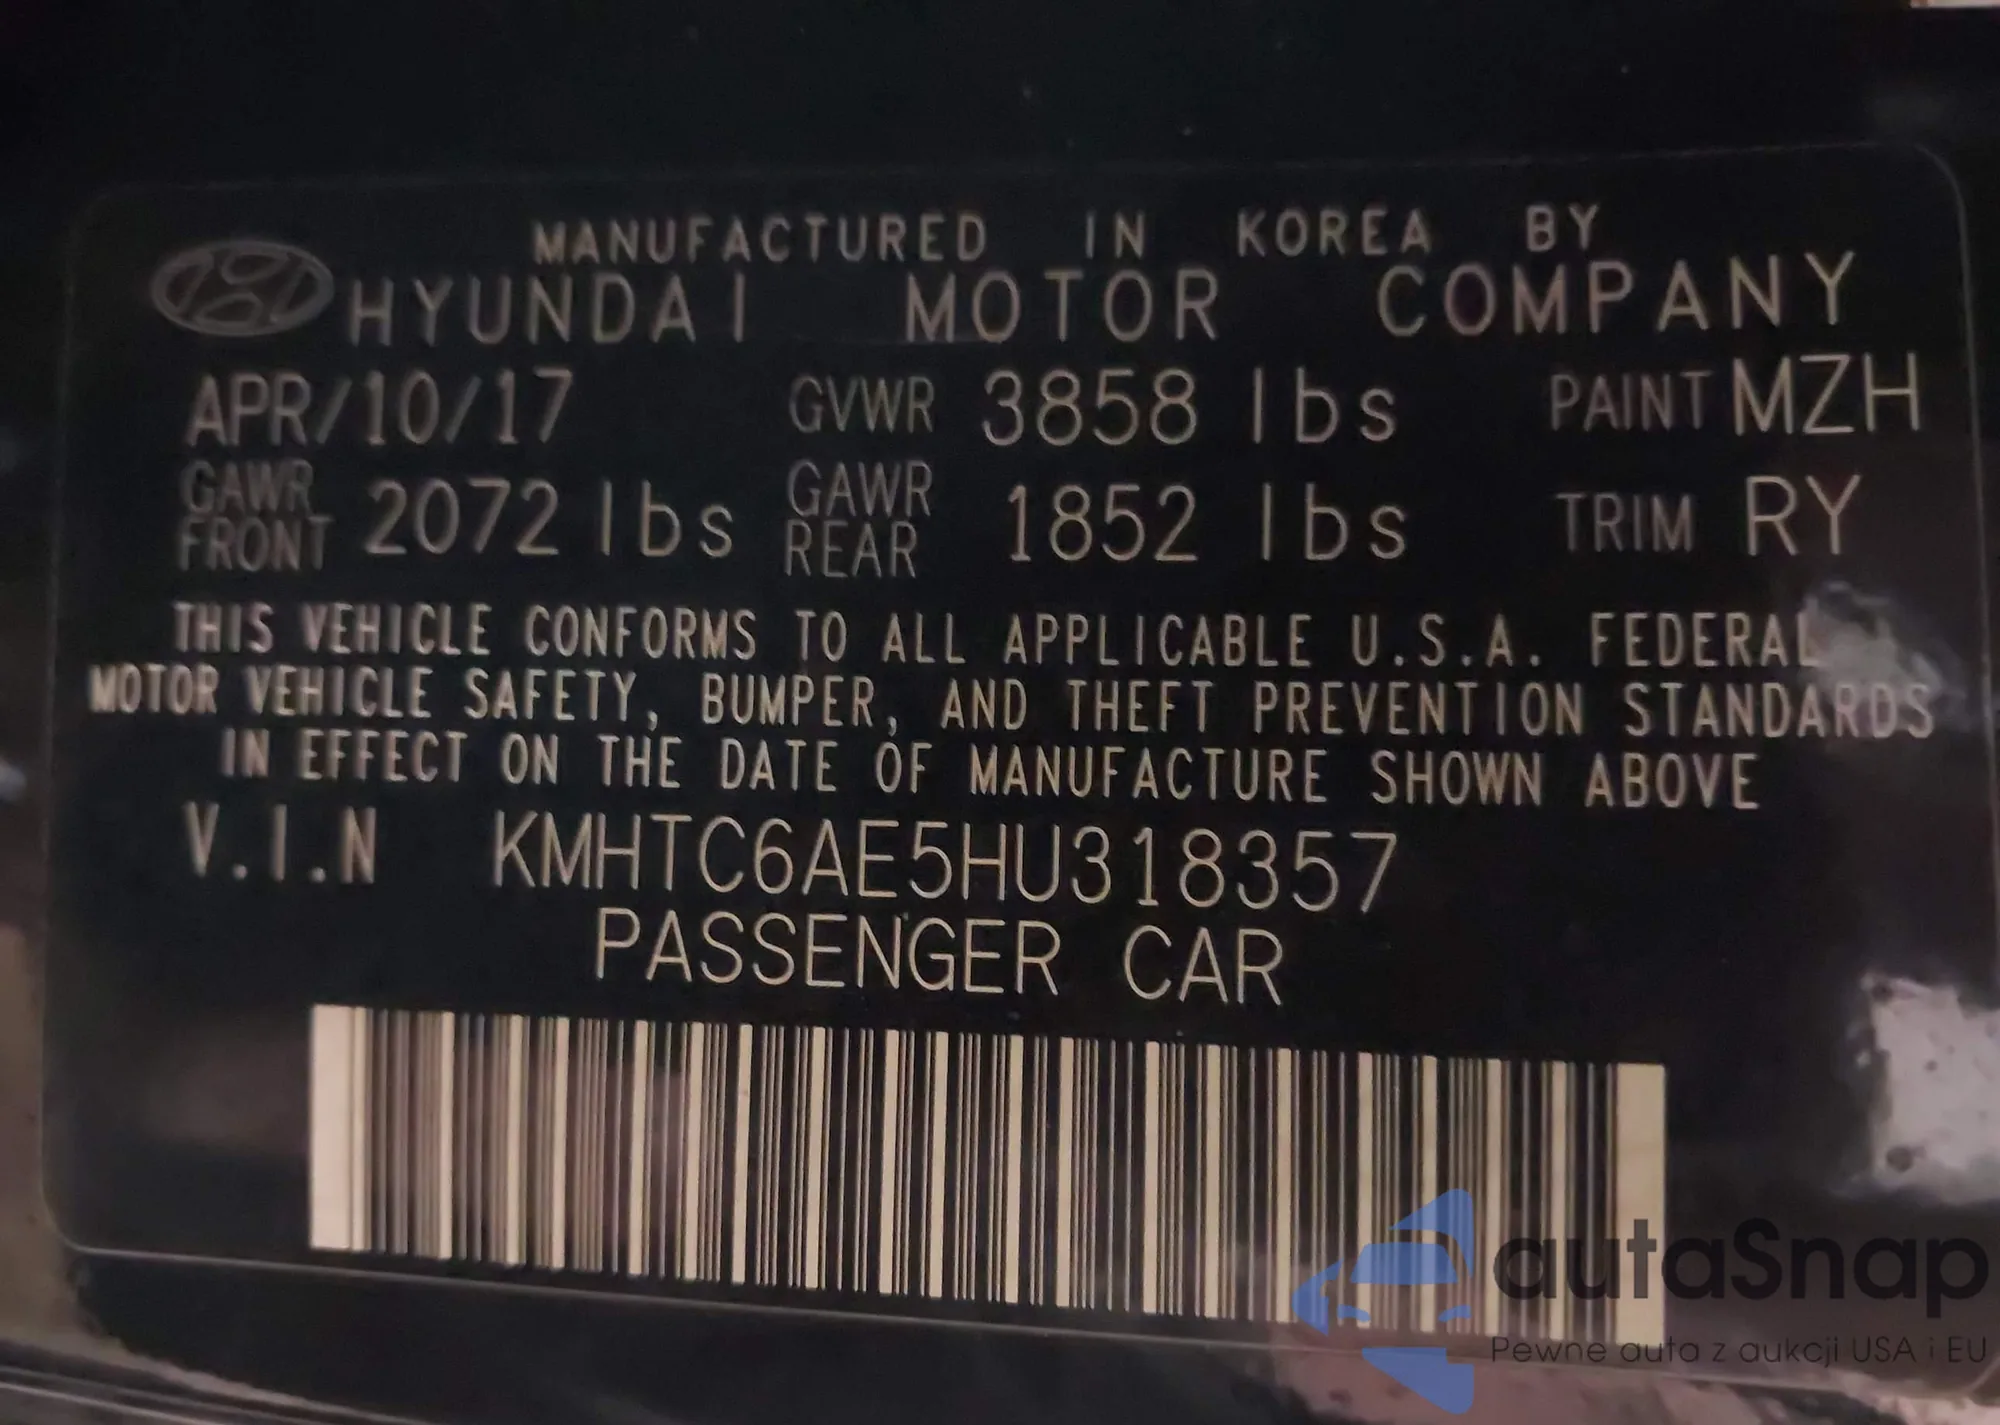 MANUFACTURED IN KOREA BY
HYUNDAI MOTOR COMPANY
APR/10/17 GVWR 3858 lbs PAINT MZH
GAWR FRONT 2072 lbs GAWR REAR 1852 lbs TRIM RY
THIS VEHICLE CONFORMS TO ALL APPLICABLE U.S.A. FEDERAL
MOTOR VEHICLE SAFETY, BUMPER, AND THEFT PREVENTION STANDARDS
IN EFFECT ON THE DATE OF MANUFACTURE SHOWN ABOVE
V.I.N KMHTC6AE5HU318357
PASSENGER CAR
autaSnap
Pewne auta z aukcji USA i EU